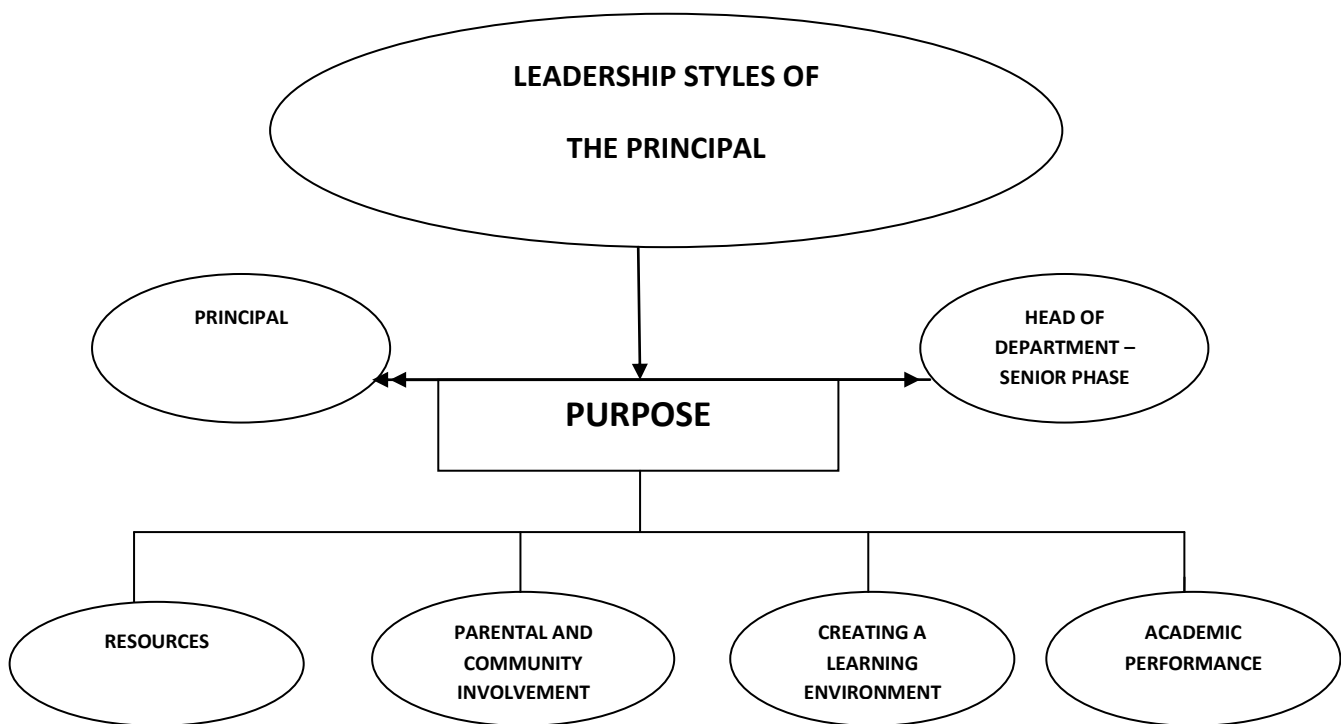 LEADERSHIP STYLES OF
THE PRINCIPAL
PRINCIPAL
HEAD OF
DEPARTMENT –
SENIOR PHASE
PURPOSE
RESOURCES
PARENTAL AND
COMMUNITY
INVOLVEMENT
CREATING A
LEARNING
ENVIRONMENT
ACADEMIC
PERFORMANCE